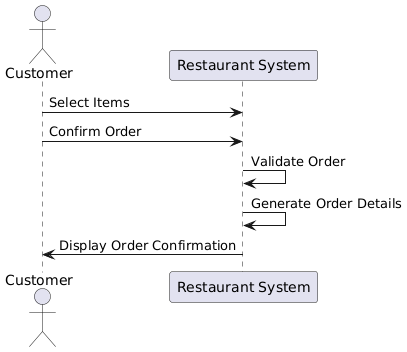 Customer
Restaurant System
Select Items
Confirm Order
Validate Order
Generate Order Details
Display Order Confirmation
Customer
Restaurant System